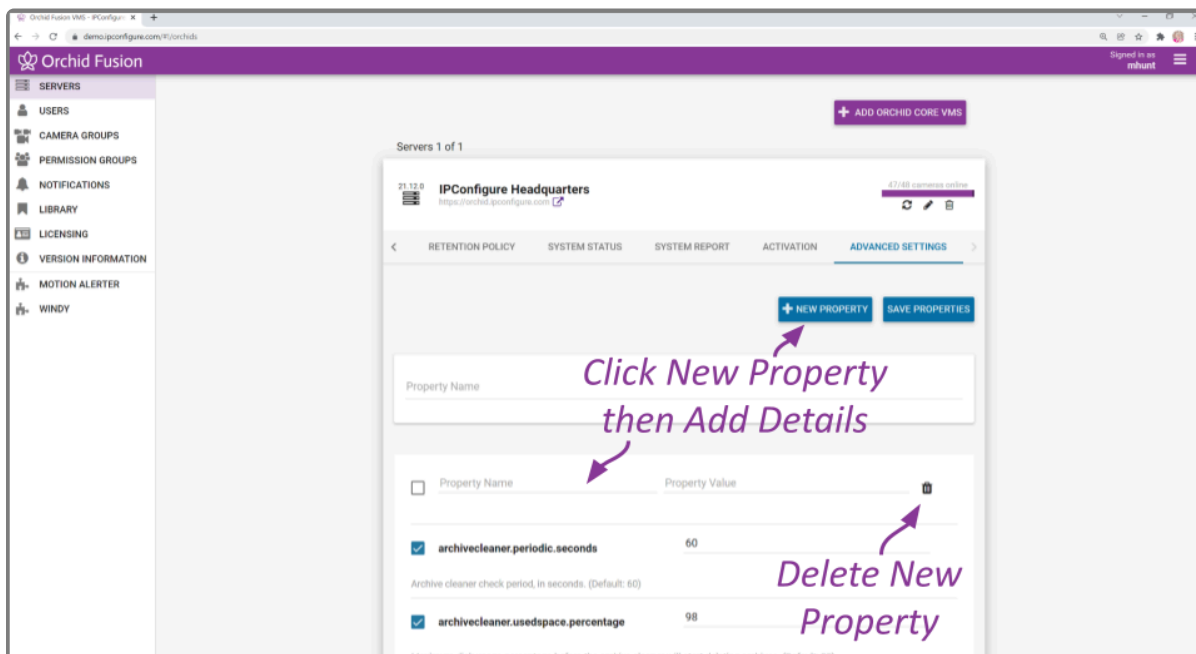 Orchid Fusion VMS - IPConfigur
demo.ipconfigure.com/#!/orchids
Orchid Fusion
Signed in as
mhunt
SERVERS
USERS
CAMERA GROUPS
PERMISSION GROUPS
NOTIFICATIONS
LIBRARY
LICENSING
VERSION INFORMATION
MOTION ALERTER
WINDY
+ ADD ORCHID CORE VMS
Servers 1 of 1
21.12.0
IPConfigure Headquarters
https://orchid.ipconfigure.com
47/48 cameras online
RETENTION POLICY SYSTEM STATUS SYSTEM REPORT ACTIVATION ADVANCED SETTINGS
+ NEW PROPERTY SAVE PROPERTIES
Click New Property
then Add Details
Property Name
Property Name Property Value
archivecleaner.periodic.seconds 60
Archive cleaner check period, in seconds. (Default: 60)
Delete New
Property
archivecleaner.usedspace.percentage 98